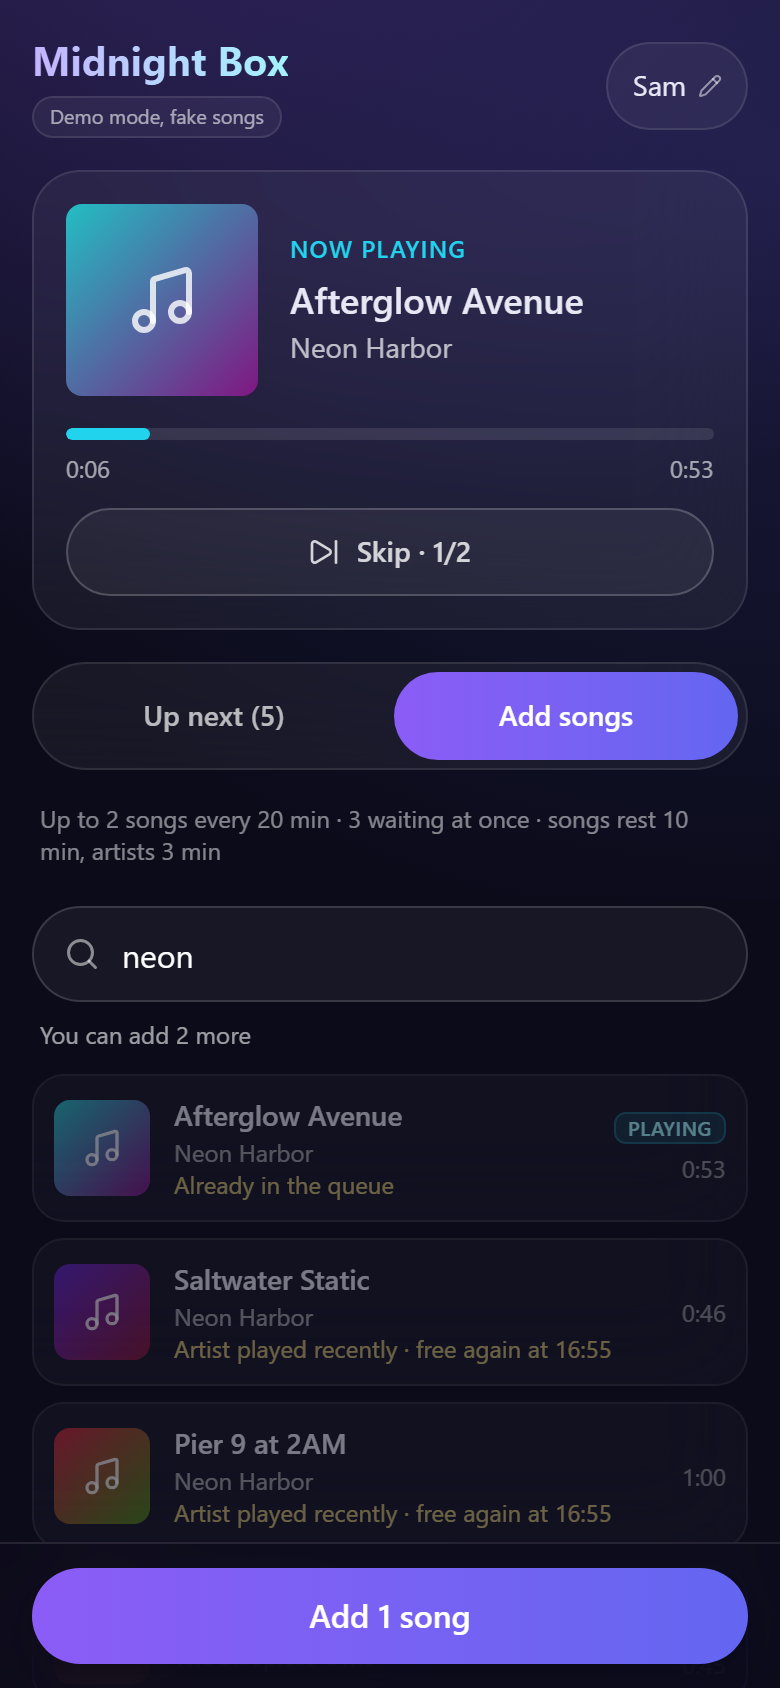 Midnight Box
Demo mode, fake songs
Sam
NOW PLAYING
Afterglow Avenue
Neon Harbor
0:06
0:53
Skip · 1/2
Up next (5)
Add songs
Up to 2 songs every 20 min · 3 waiting at once · songs rest 10
min, artists 3 min
neon
You can add 2 more
Afterglow Avenue
Neon Harbor
Already in the queue
PLAYING
0:53
Saltwater Static
Neon Harbor
Artist played recently · free again at 16:55
0:46
Pier 9 at 2AM
Neon Harbor
Artist played recently · free again at 16:55
1:00
Add 1 song